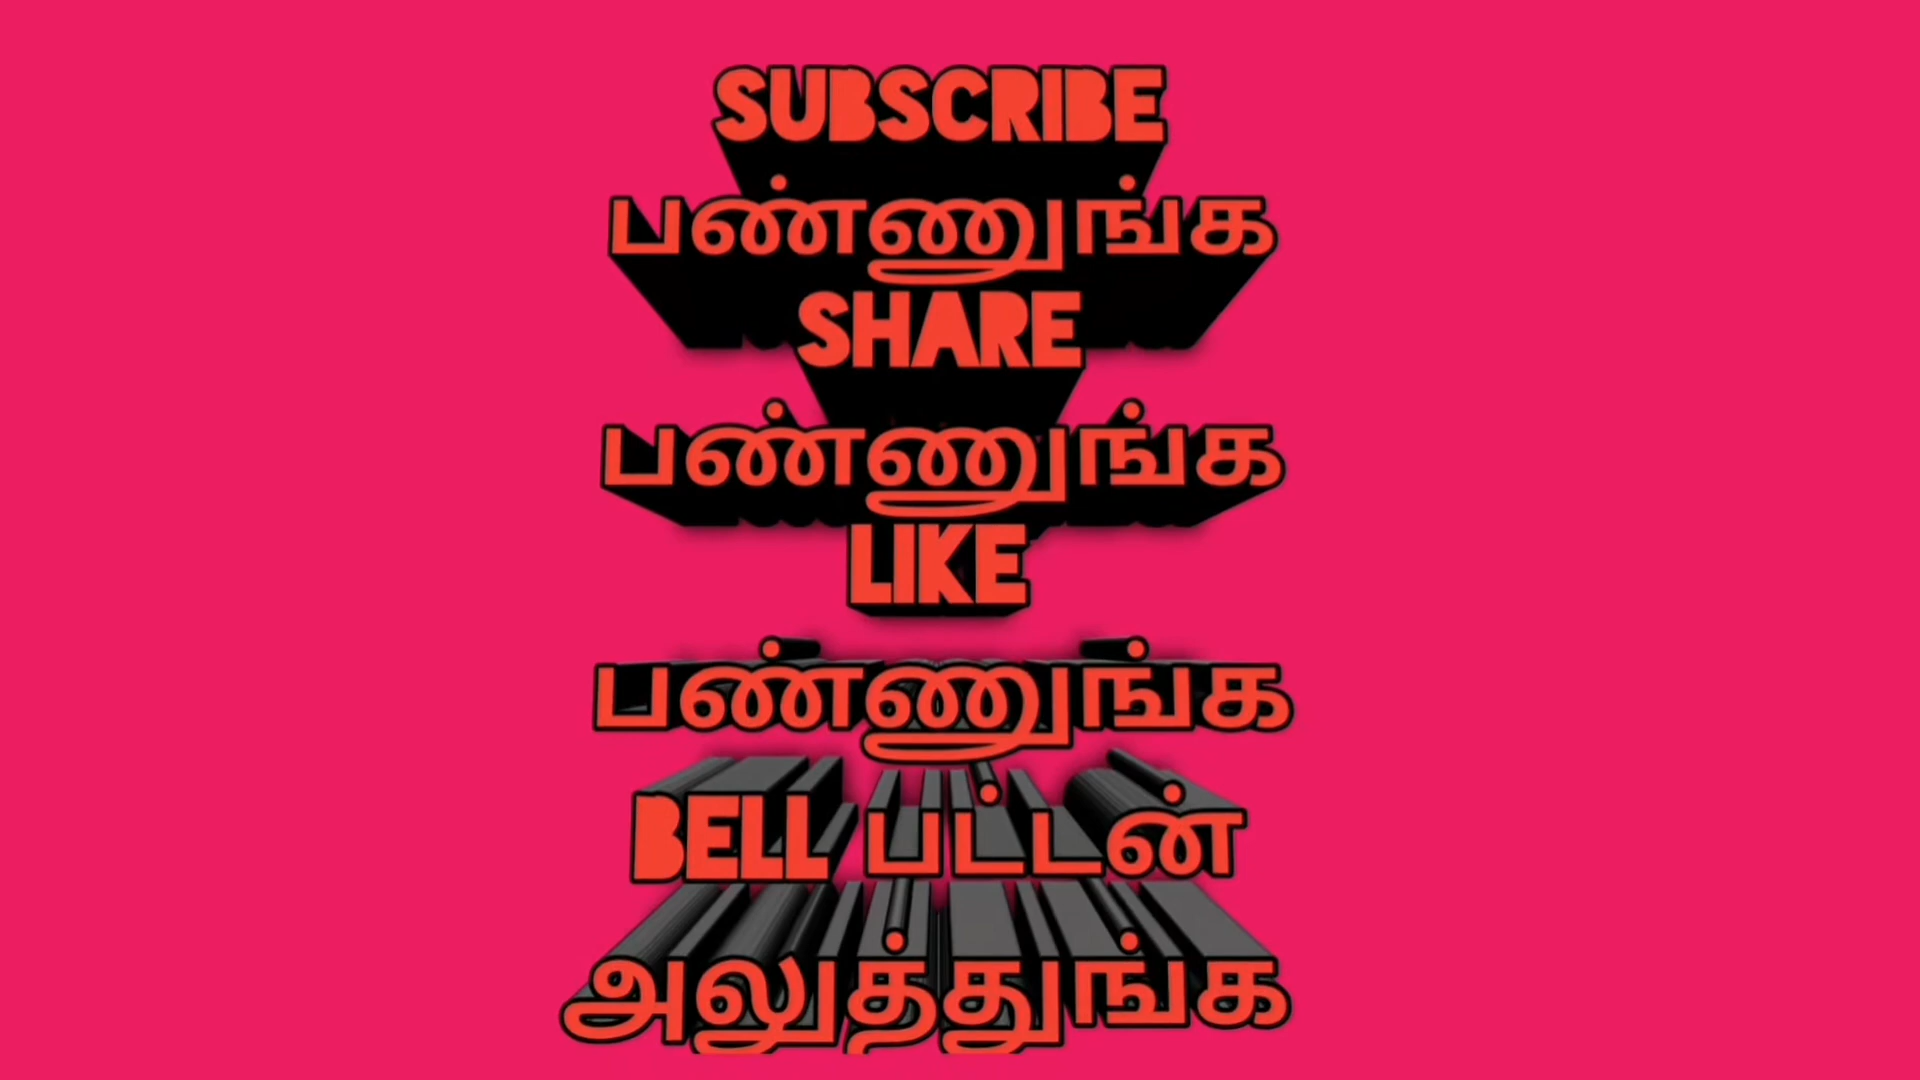 SUBSCRIBE
பண்ணுங்க
SHARE
பண்ணுங்க
LIKE
பண்ணுங்க
BELL பட்டன்
அலுத்துங்க